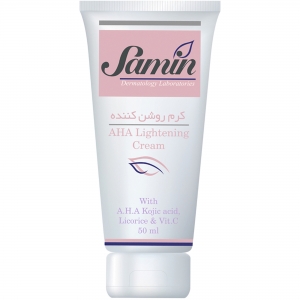 Samin
Dermatology Laboratories
کرم روشن کننده
AHA Lightening
Cream
With
A.H.A Kojic acid,
Licorice & Vit.C
50 ml